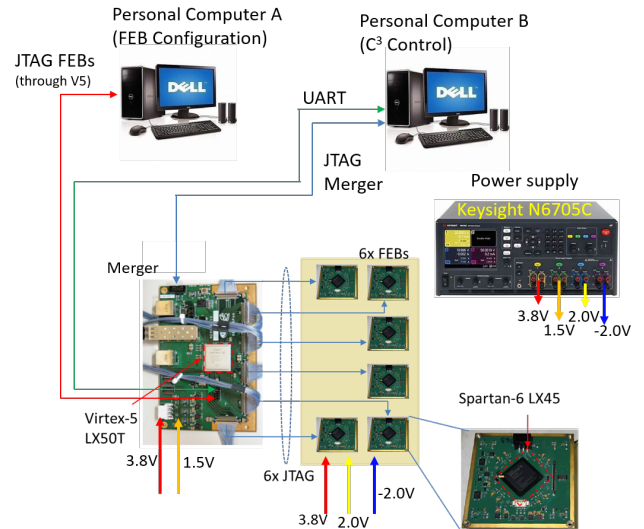 Personal Computer A
(FEB Configuration)
Personal Computer B
(C³ Control)
JTAG FEBs
(through V5)
DELL
DELL
UART
JTAG
Merger
Power supply
Keysight N6705C
Merger
6x FEBs
3.8V
1.5V
2.0V
-2.0V
Virtex-5
LX50T
Spartan-6 LX45
3.8V
1.5V
6x JTAG
3.8V
2.0V
-2.0V